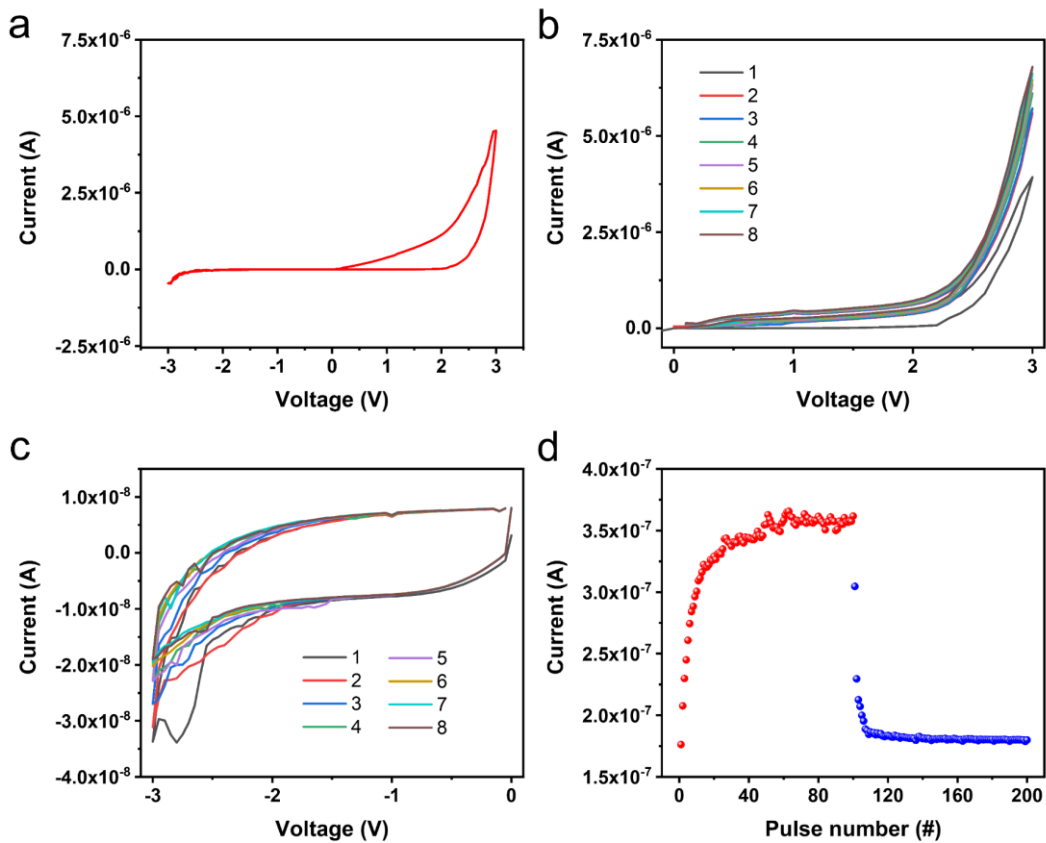 a
7.5x10⁻⁶
5.0x10⁻⁶
2.5x10⁻⁶
0.0
-2.5x10⁻⁶
Current (A)
-3 -2 -1 0 1 2 3
Voltage (V)
b
7.5x10⁻⁶
5.0x10⁻⁶
2.5x10⁻⁶
0.0
Current (A)
1
2
3
4
5
6
7
8
0 1 2 3
Voltage (V)
c
1.0x10⁻⁸
0.0
-1.0x10⁻⁸
-2.0x10⁻⁸
-3.0x10⁻⁸
-4.0x10⁻⁸
Current (A)
1 5
2 6
3 7
4 8
-3 -2 -1 0
Voltage (V)
d
4.0x10⁻⁷
3.5x10⁻⁷
3.0x10⁻⁷
2.5x10⁻⁷
2.0x10⁻⁷
1.5x10⁻⁷
Current (A)
0 40 80 120 160 200
Pulse number (#)